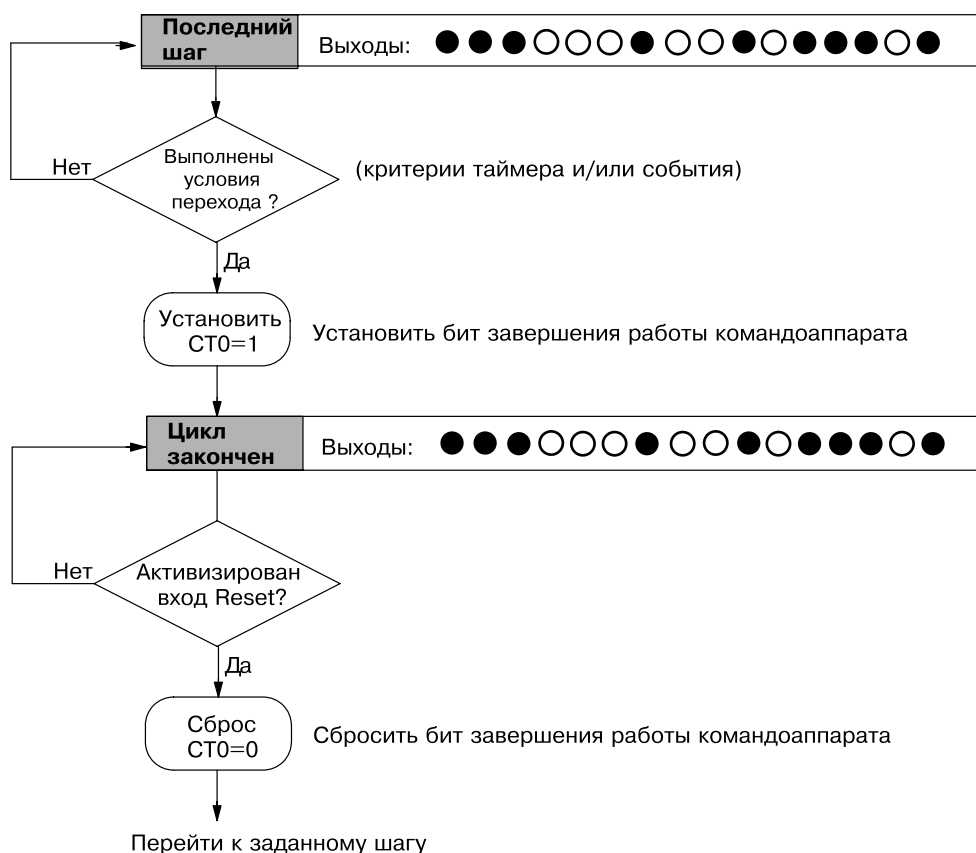 Последний
шаг
Выходы:
Нет
Выполнены
условия
перехода ?
(критерии таймера и/или события)
Да
Установить
CT0=1
Установить бит завершения работы командоаппарата
Цикл
закончен
Выходы:
Нет
Активизирован
вход Reset?
Да
Сброс
CT0=0
Сбросить бит завершения работы командоаппарата
Перейти к заданному шагу